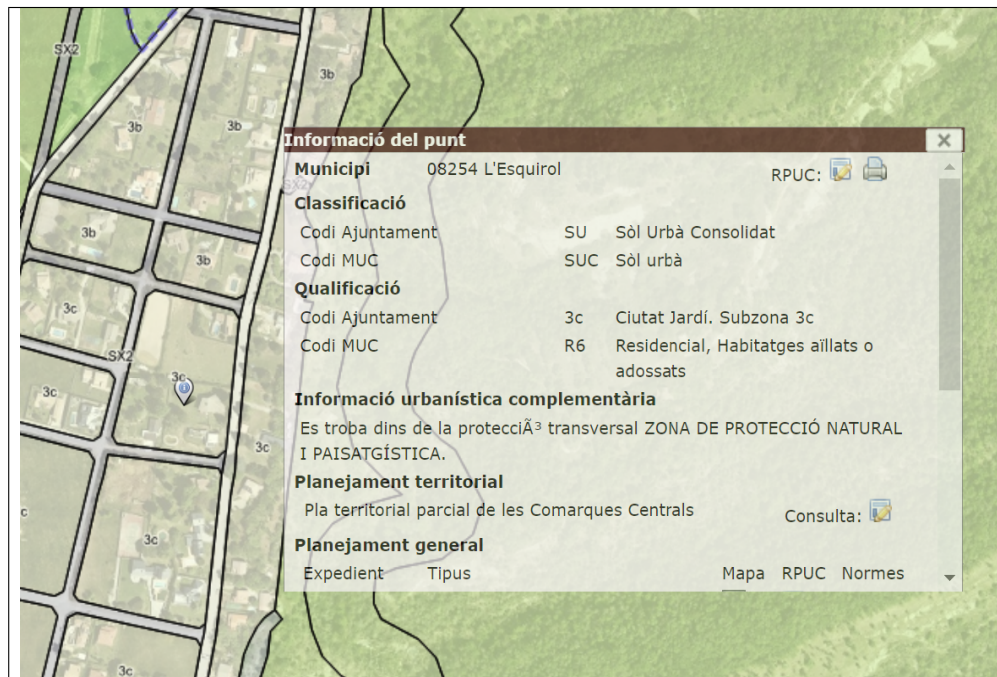 SX2
3b
3b
3b
Informació del punt
Municipi 08254 L'Esquirol RPUC:
SX2
Classificació
Codi Ajuntament SU Sòl Urbà Consolidat
3b
Codi MUC SUC Sòl urbà
3b
Qualificació
Codi Ajuntament 3c Ciutat Jardí. Subzona 3c
3c
Codi MUC R6 Residencial, Habitatges aïllats o
adossats
SX2
3c
3c
Informació urbanística complementària
Es troba dins de la protecciÃ³ transversal ZONA DE PROTECCIÓ NATURAL
I PAISATGÍSTICA.
3c
Planejament territorial
Pla territorial parcial de les Comarques Centrals Consulta:
c
3c
Planejament general
Expedient Tipus Mapa RPUC Normes
3c